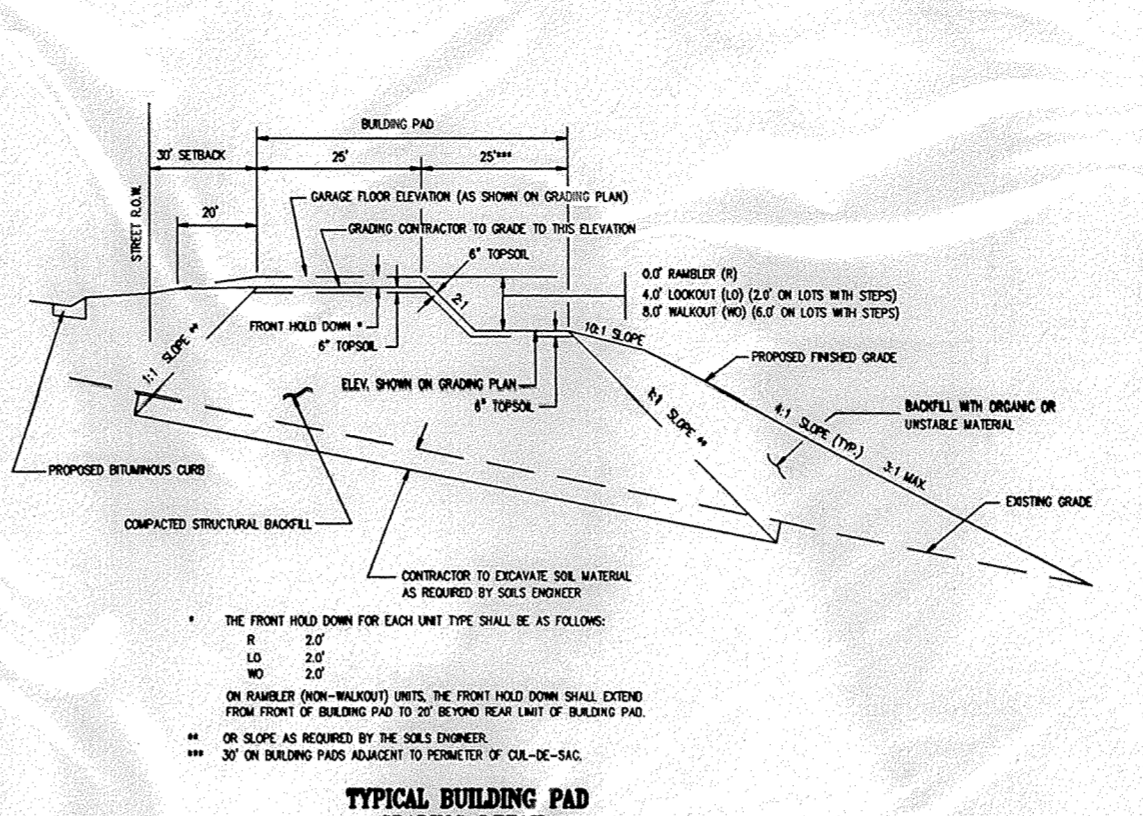 BUILDING PAD
30' SETBACK
25'
25'***
STREET R.O.W.
20'
GARAGE FLOOR ELEVATION (AS SHOWN ON GRADING PLAN)
GRADING CONTRACTOR TO GRADE TO THIS ELEVATION
6" TOPSOIL
2:1
0.0' RAMBLER (R)
4.0' LOOKOUT (LO) (2.0' ON LOTS WITH STEPS)
8.0' WALKOUT (WO) (6.0' ON LOTS WITH STEPS)
FRONT HOLD DOWN *
6" TOPSOIL
10:1 SLOPE
1:1 SLOPE **
PROPOSED FINISHED GRADE
ELEV. SHOWN ON GRADING PLAN
6" TOPSOIL
1:1 SLOPE **
4:1 SLOPE (TYP.)
3:1 MAX.
BACKFILL WITH ORGANIC OR
UNSTABLE MATERIAL
PROPOSED BITUMINOUS CURB
EXISTING GRADE
COMPACTED STRUCTURAL BACKFILL
CONTRACTOR TO EXCAVATE SOIL MATERIAL
AS REQUIRED BY SOILS ENGINEER
* THE FRONT HOLD DOWN FOR EACH UNIT TYPE SHALL BE AS FOLLOWS:
R 2.0'
LO 2.0'
WO 2.0'
ON RAMBLER (NON-WALKOUT) UNITS, THE FRONT HOLD DOWN SHALL EXTEND
FROM FRONT OF BUILDING PAD TO 20' BEYOND REAR LIMIT OF BUILDING PAD.
** OR SLOPE AS REQUIRED BY THE SOILS ENGINEER.
*** 30' ON BUILDING PADS ADJACENT TO PERIMETER OF CUL-DE-SAC.
TYPICAL BUILDING PAD